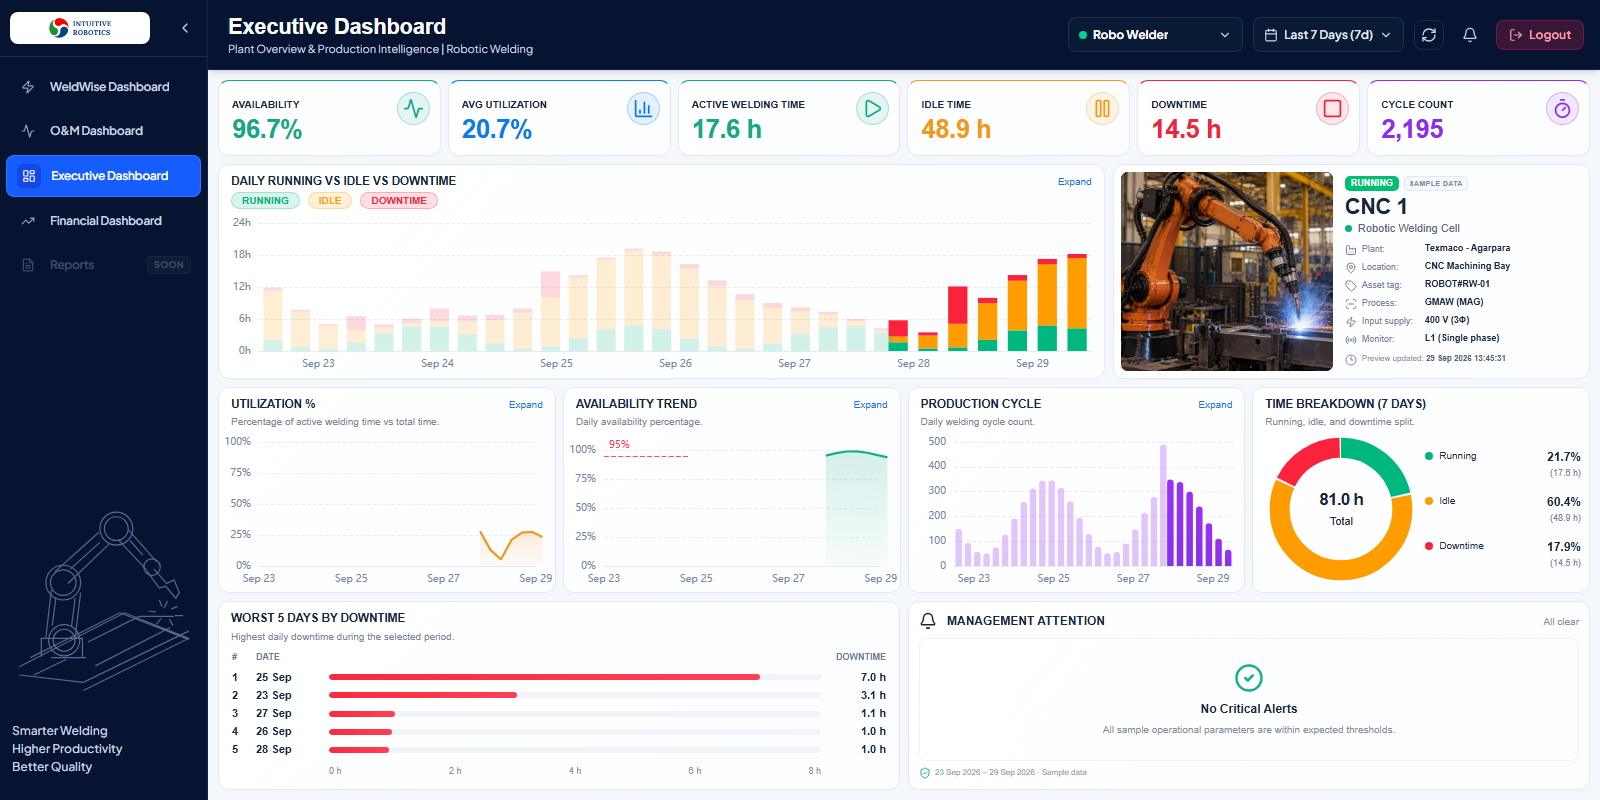 INTUITIVE
ROBOTICS
WeldWise Dashboard
O&M Dashboard
Executive Dashboard
Financial Dashboard
Reports SOON
Smarter Welding
Higher Productivity
Better Quality
Executive Dashboard
Plant Overview & Production Intelligence | Robotic Welding
Robo Welder
Last 7 Days (7d)
Logout
AVAILABILITY
96.7%
AVG UTILIZATION
20.7%
ACTIVE WELDING TIME
17.6 h
IDLE TIME
48.9 h
DOWNTIME
14.5 h
CYCLE COUNT
2,195
DAILY RUNNING VS IDLE VS DOWNTIME
Expand
RUNNING IDLE DOWNTIME
24h
18h
12h
6h
0h
Sep 23 Sep 24 Sep 25 Sep 26 Sep 27 Sep 28 Sep 29
RUNNING SAMPLE DATA
CNC 1
Robotic Welding Cell
Plant: Texmaco - Agarpara
Location: CNC Machining Bay
Asset tag: ROBOT#RW-01
Process: GMAW (MAG)
Input supply: 400 V (3Φ)
Monitor: L1 (Single phase)
Preview updated: 29 Sep 2026 13:45:31
UTILIZATION %
Expand
Percentage of active welding time vs total time.
100%
75%
50%
25%
0%
Sep 23 Sep 25 Sep 27 Sep 29
AVAILABILITY TREND
Expand
Daily availability percentage.
95%
100%
75%
50%
25%
0%
Sep 23 Sep 25 Sep 27 Sep 29
PRODUCTION CYCLE
Expand
Daily welding cycle count.
500
400
300
200
100
0
Sep 23 Sep 25 Sep 27 Sep 29
TIME BREAKDOWN (7 DAYS)
Running, idle, and downtime split.
81.0 h
Total
Running 21.7%
(17.6 h)
Idle 60.4%
(48.9 h)
Downtime 17.9%
(14.5 h)
WORST 5 DAYS BY DOWNTIME
Highest daily downtime during the selected period.
# DATE DOWNTIME
1 25 Sep 7.0 h
2 23 Sep 3.1 h
3 27 Sep 1.1 h
4 26 Sep 1.0 h
5 28 Sep 1.0 h
0 h 2 h 4 h 6 h 8 h
MANAGEMENT ATTENTION
All clear
No Critical Alerts
All sample operational parameters are within expected thresholds.
23 Sep 2026 – 29 Sep 2026 · Sample data